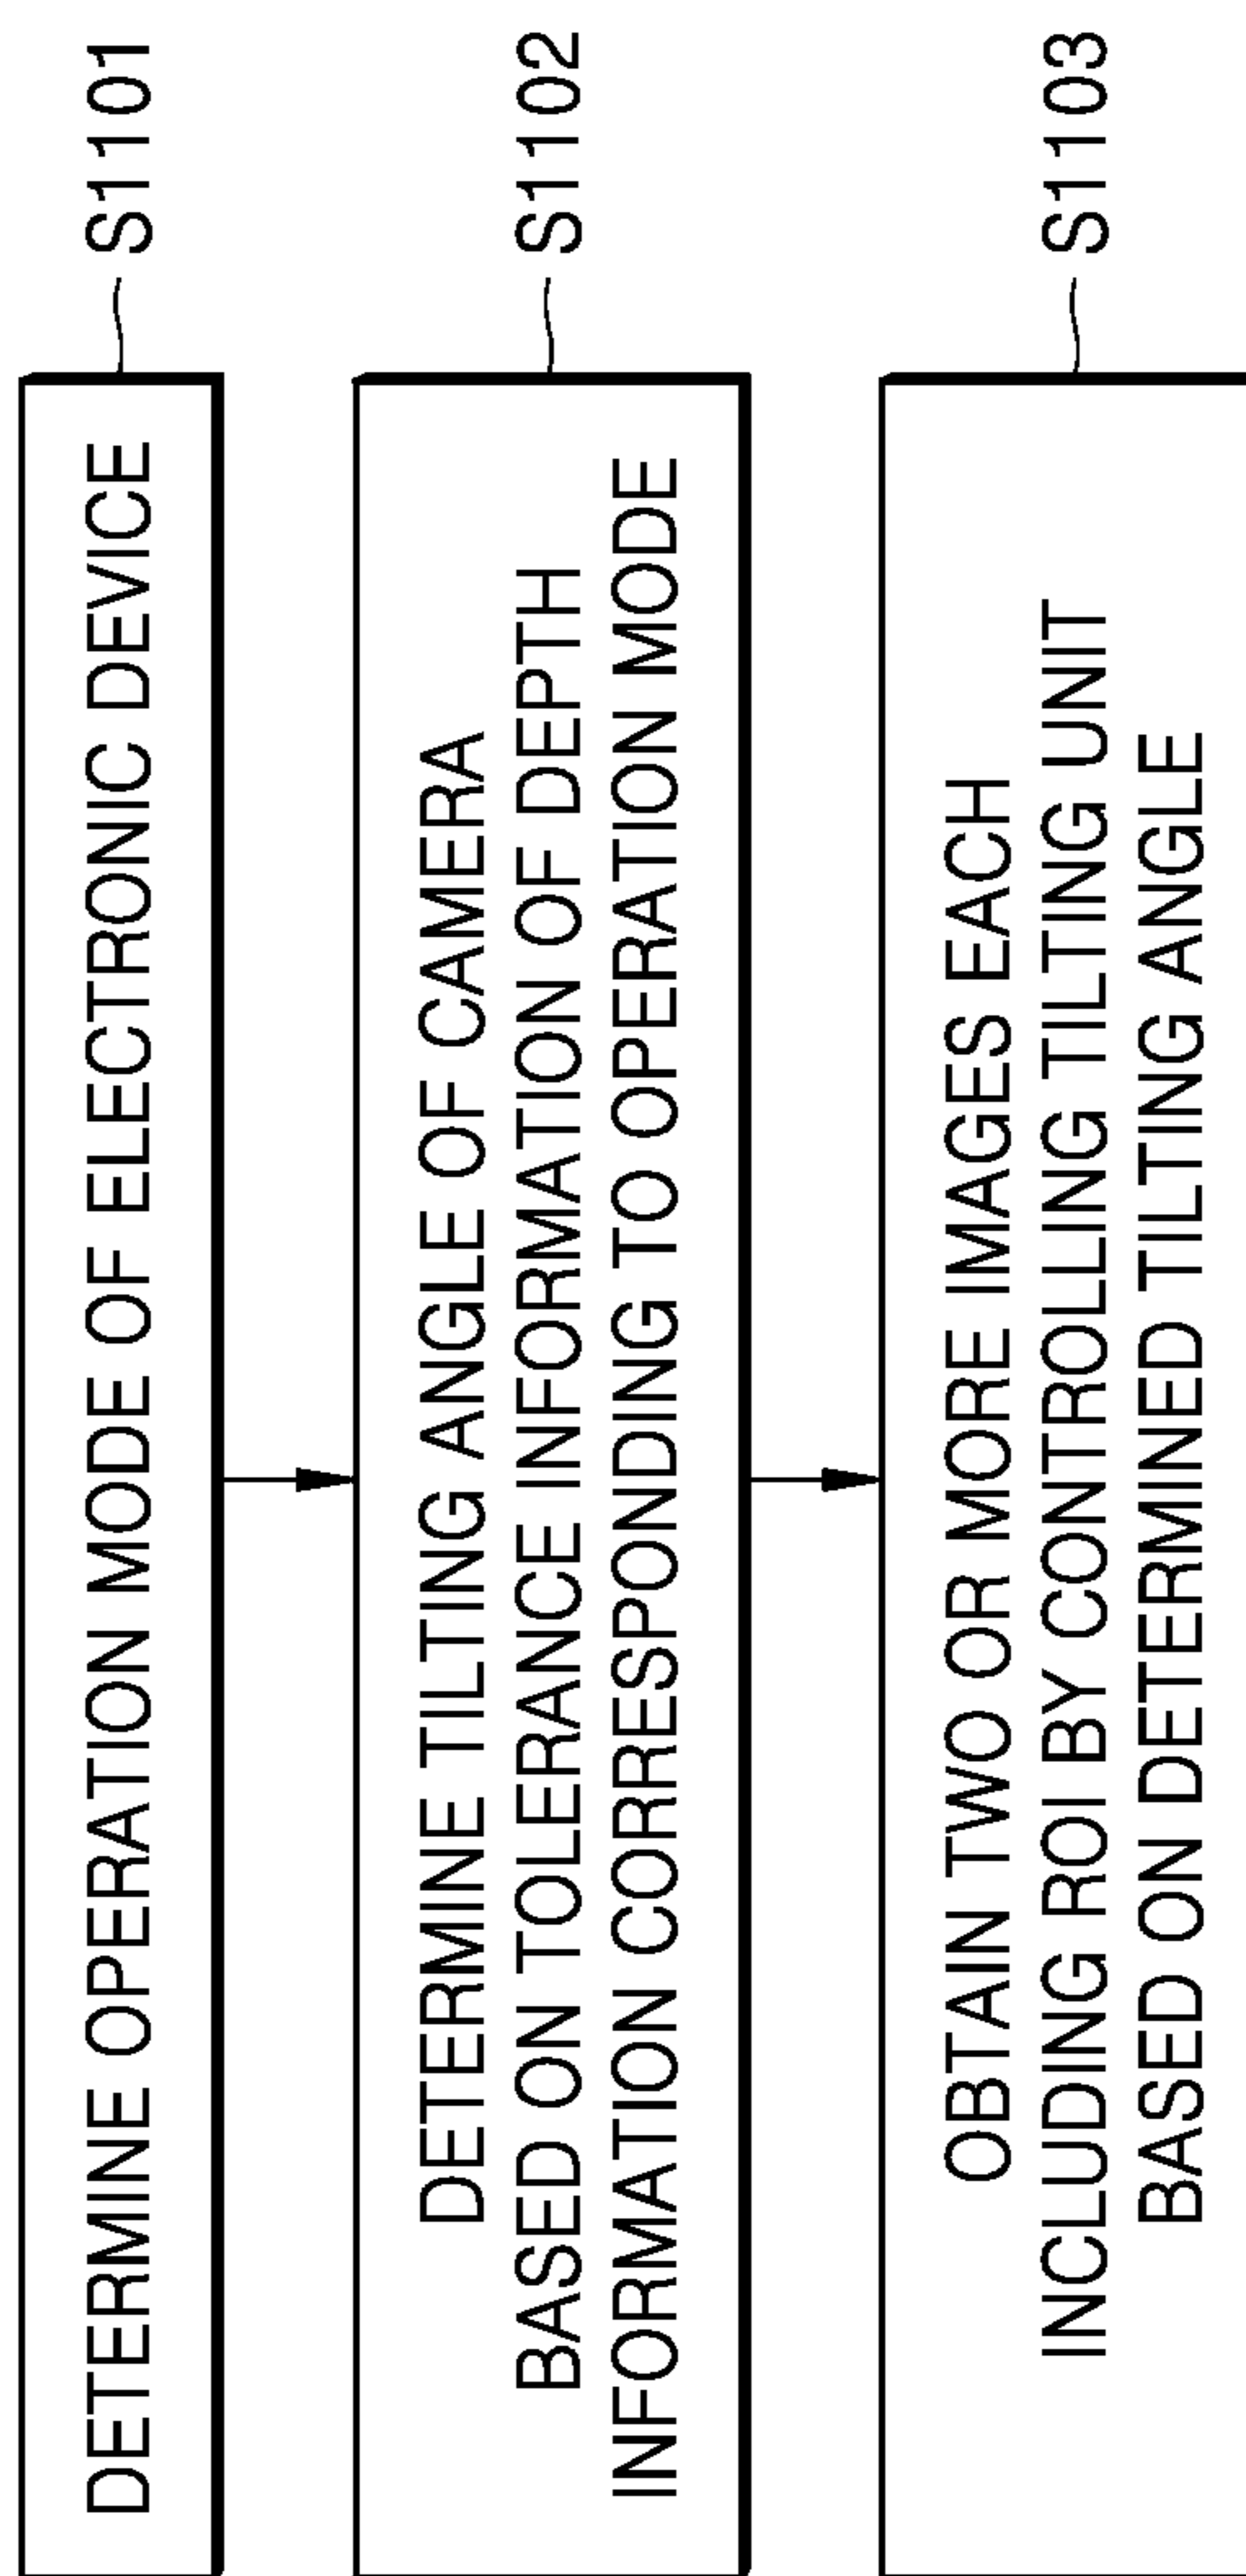 DETERMINE OPERATION MODE OF ELECTRONIC DEVICE
S1101
DETERMINE TILTING ANGLE OF CAMERA
BASED ON TOLERANCE INFORMATION OF DEPTH
INFORMATION CORRESPONDING TO OPERATION MODE
S1102
OBTAIN TWO OR MORE IMAGES EACH
INCLUDING ROI BY CONTROLLING TILTING UNIT
BASED ON DETERMINED TILTING ANGLE
S1103